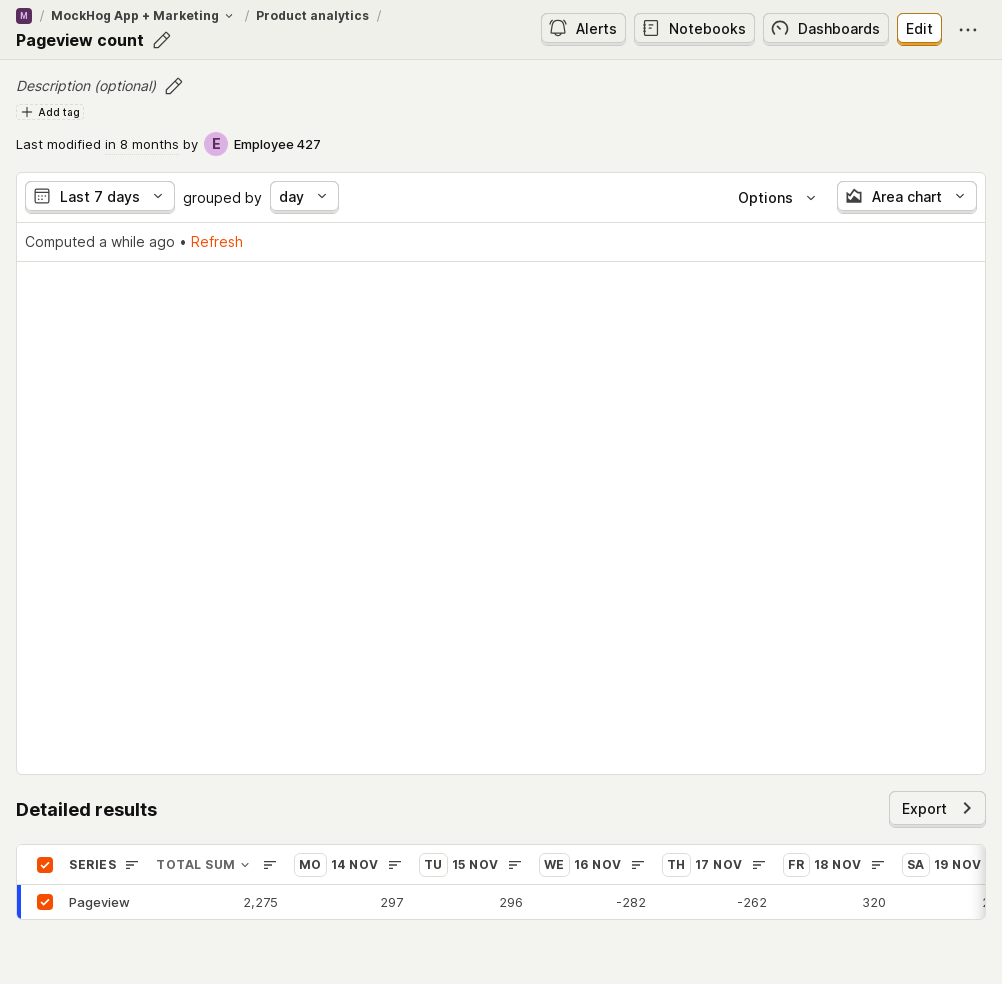 M / MockHog App + Marketing / Product analytics /
Pageview count
Alerts Notebooks Dashboards Edit
Description (optional)
+ Add tag
Last modified in 8 months by E Employee 427
Last 7 days grouped by day Options Area chart
Computed a while ago • Refresh
Detailed results
Export
SERIES TOTAL SUM MO 14 NOV TU 15 NOV WE 16 NOV TH 17 NOV FR 18 NOV SA 19 NOV
Pageview 2,275 297 296 -282 -262 320